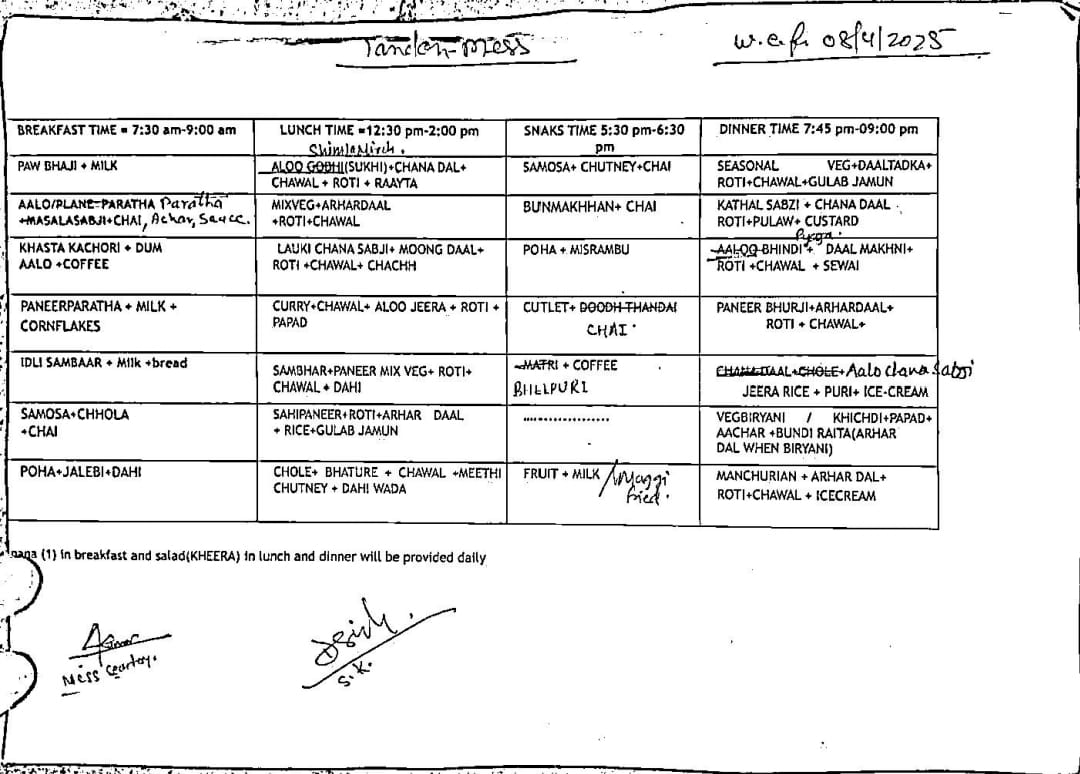 Tandon Mess
w.e.f. 08/4/2025
BREAKFAST TIME = 7:30 am-9:00 am
LUNCH TIME =12:30 pm-2:00 pm
SNAKS TIME 5:30 pm-6:30
pm
DINNER TIME 7:45 pm-09:00 pm
PAW BHAJI + MILK
ShimlaMirch.
ALOO GOBHI(SUKHI)+CHANA DAL+
CHAWAL + ROTI + RAAYTA
SAMOSA+ CHUTNEY+CHAI
SEASONAL VEG+DAALTADKA+
ROTI+CHAWAL+GULAB JAMUN
AALO/PLANE-PARATHA Paratha
+MASALASABJI+CHAI, Achar, Sauce.
MIXVEG+ARHARDAAL
+ROTI+CHAWAL
BUNMAKHHAN+ CHAI
KATHAL SABZI + CHANA DAAL
ROTI+PULAW+ CUSTARD
KHASTA KACHORI + DUM
AALO +COFFEE
LAUKI CHANA SABJI+ MOONG DAAL+
ROTI +CHAWAL+ CHACHH
POHA + MISRAMBU
Pyga.
AALOO BHINDI + DAAL MAKHNI+
ROTI +CHAWAL + SEWAI
PANEERPARATHA + MILK +
CORNFLAKES
CURRY+CHAWAL+ ALOO JEERA + ROTI +
PAPAD
CUTLET+ DOODH THANDAI
CHAI
PANEER BHURJI+ARHARDAAL+
ROTI + CHAWAL+
IDLI SAMBAAR + Milk +bread
SAMBHAR+PANEER MIX VEG+ ROTI+
CHAWAL + DAHI
MATRI + COFFEE
BHELPURI
CHANA DAAL+CHOLE+ Aalo chana Sabji
JEERA RICE + PURI+ ICE-CREAM
SAMOSA+CHHOLA
+CHAI
SAHIPANEER+ROTI+ARHAR DAAL
+ RICE+GULAB JAMUN
..................
VEGBIRYANI / KHICHDI+PAPAD+
AACHAR +BUNDI RAITA(ARHAR
DAL WHEN BIRYANI)
POHA+JALEBI+DAHI
CHOLE+ BHATURE + CHAWAL +MEETHI
CHUTNEY + DAHI WADA
FRUIT + MILK / Maggi
Fried.
MANCHURIAN + ARHAR DAL+
ROTI+CHAWAL + ICECREAM
nana (1) in breakfast and salad(KHEERA) in lunch and dinner will be provided daily
Mess
S.K.